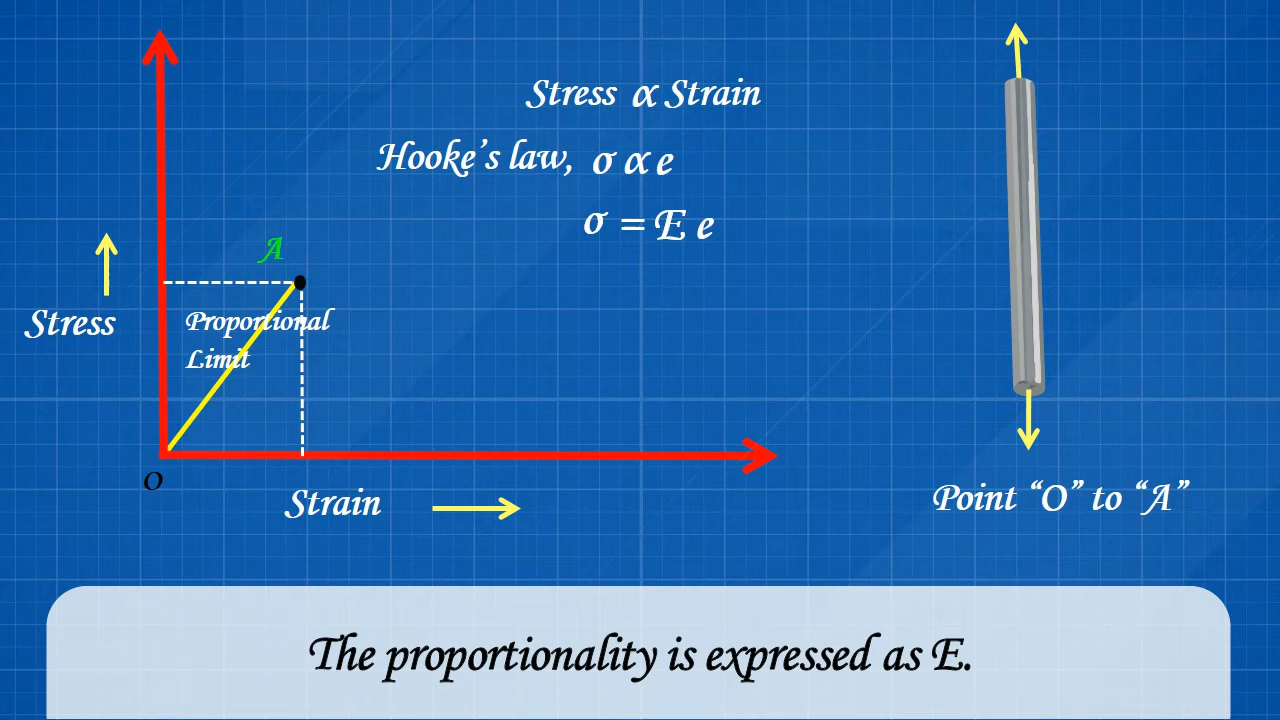 Stress ∝ Strain
Hooke's law, σ ∝ e
σ = E e
A
Proportional
Limit
Stress
O
Strain
Point “O” to “A”
The proportionality is expressed as E.